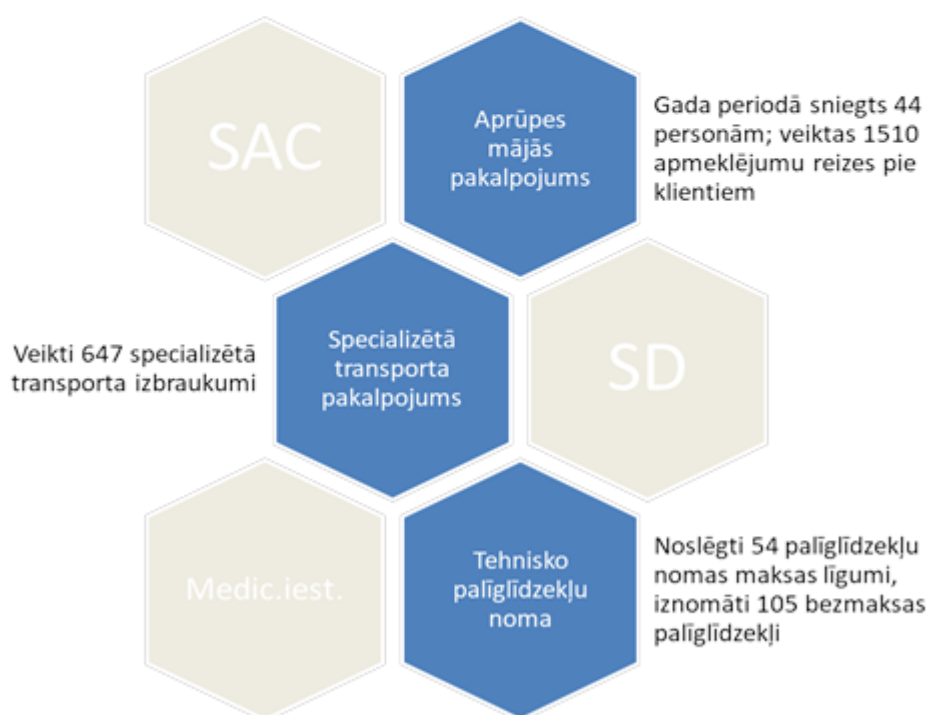 SAC
Aprūpes
mājās
pakalpojums
Gada periodā sniegts 44
personām; veiktas 1510
apmeklējumu reizes pie
klientiem
Veikti 647 specializētā
transporta izbraukumi
Specializētā
transporta
pakalpojums
SD
Medic.iest.
Tehnisko
palīglīdzekļu
noma
Noslēgti 54 palīglīdzekļu
nomas maksas līgumi,
iznomāti 105 bezmaksas
palīglīdzekļi